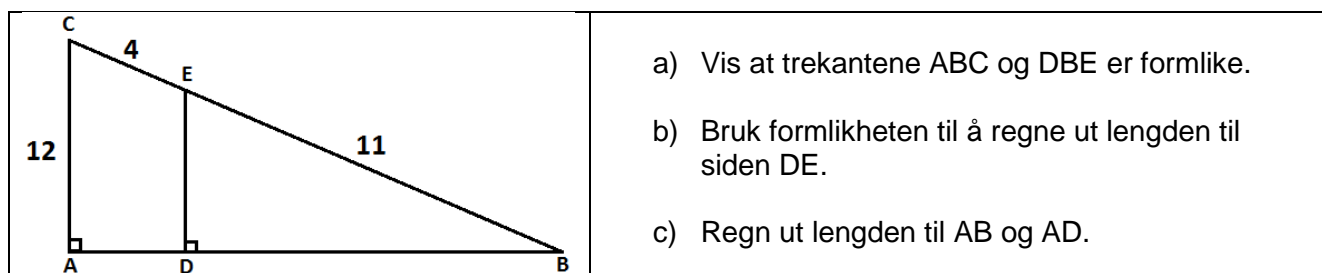 C
4
E
12
11
A
D
B
a) Vis at trekantene ABC og DBE er formlike.
b) Bruk formlikheten til å regne ut lengden til
siden DE.
c) Regn ut lengden til AB og AD.